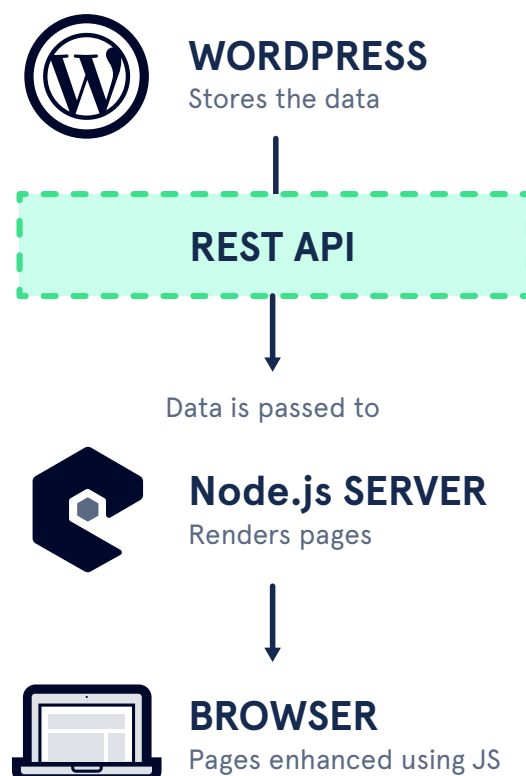 WORDPRESS
Stores the data
REST API
Data is passed to
Node.js SERVER
Renders pages
BROWSER
Pages enhanced using JS